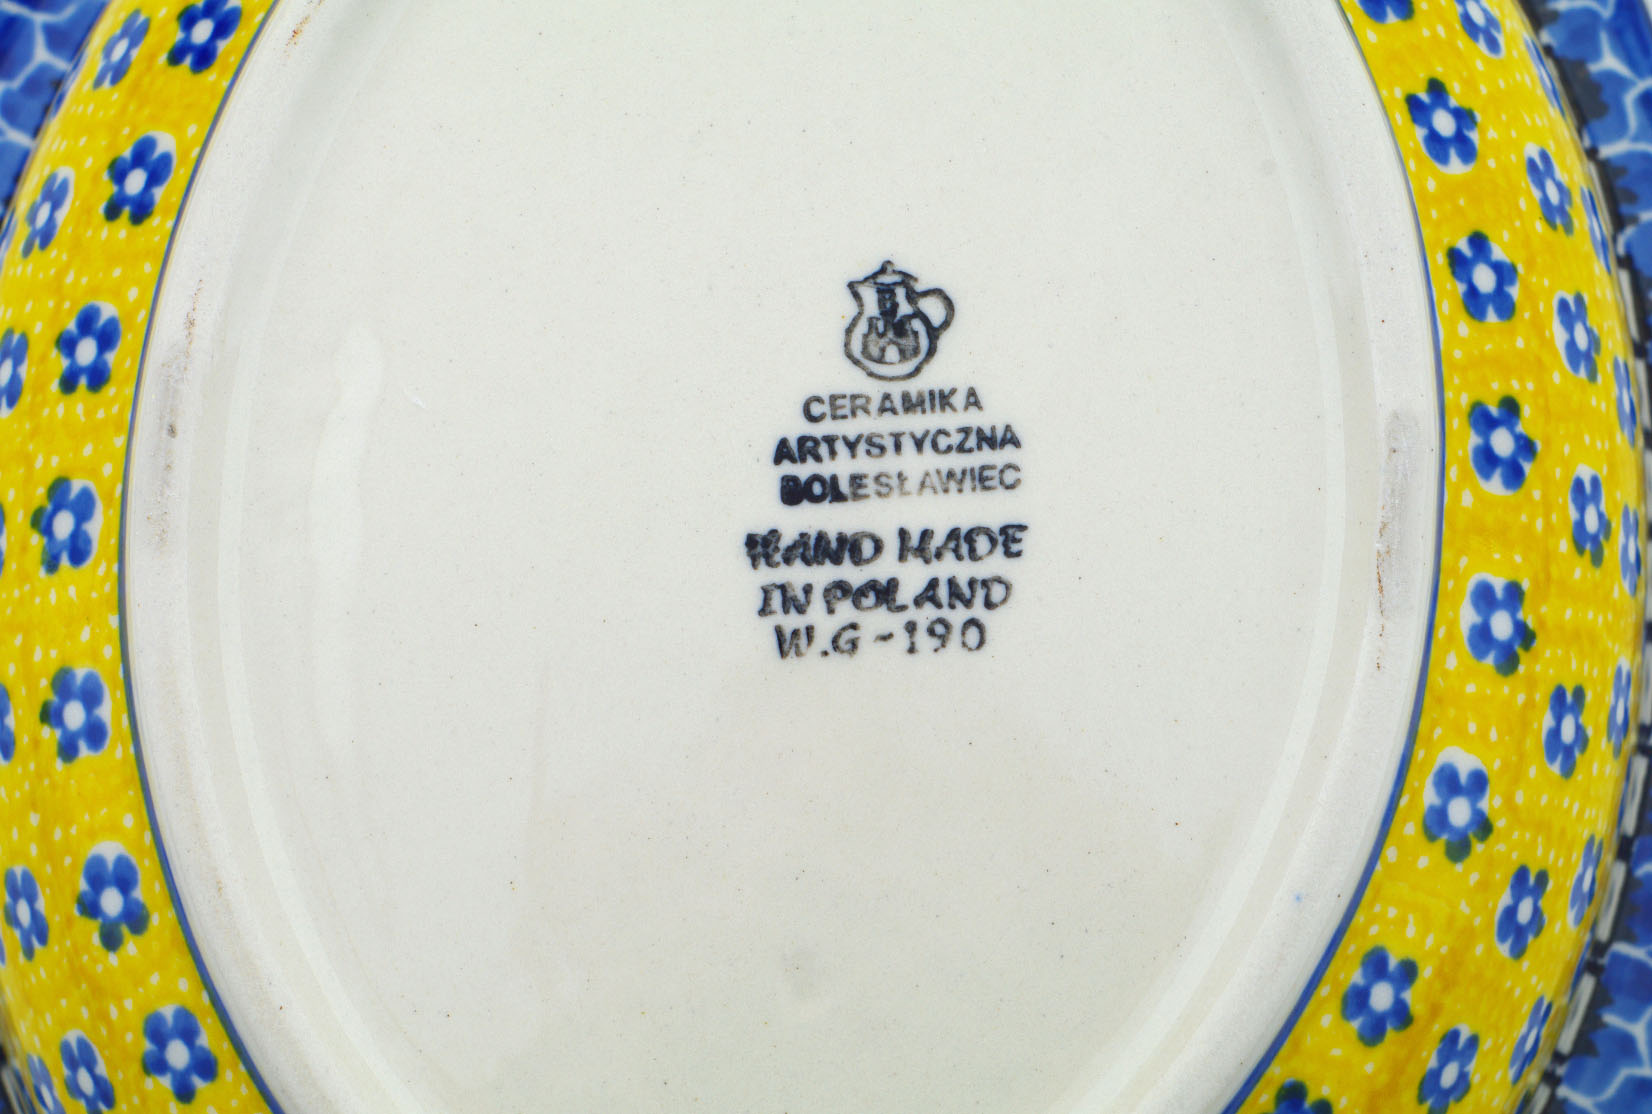 CERAMIKA
ARTYSTYCZNA
BOLESŁAWIEC
HAND MADE
IN POLAND
W.G-190